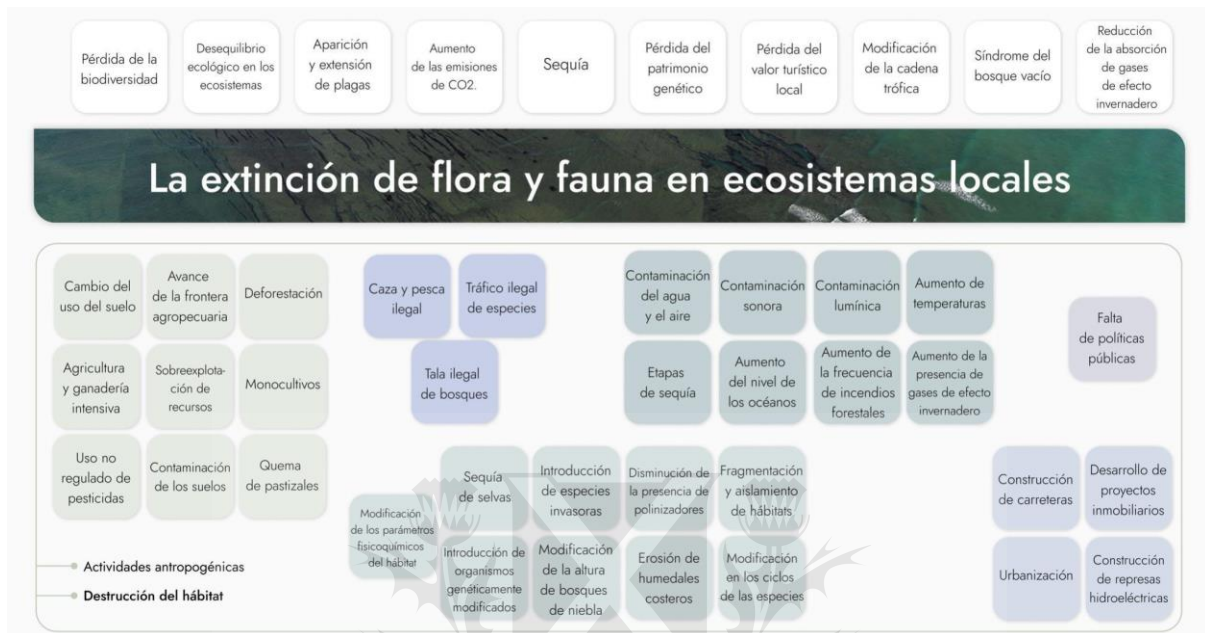 Pérdida de la
biodiversidad
Desequilibrio
ecológico en los
ecosistemas
Aparición
y extensión
de plagas
Aumento
de las emisiones
de CO2.
Sequía
Pérdida del
patrimonio
genético
Pérdida del
valor turístico
local
Modificación
de la cadena
trófica
Síndrome del
bosque vacío
Reducción
de la absorción
de gases
de efecto
invernadero
La extinción de flora y fauna en ecosistemas locales
Cambio del
uso del suelo
Avance
de la frontera
agropecuaria
Deforestación
Agricultura
y ganadería
intensiva
Sobreexplota-
ción de
recursos
Monocultivos
Uso no
regulado de
pesticidas
Contaminación
de los suelos
Quema
de pastizales
Caza y pesca
ilegal
Tráfico ilegal
de especies
Tala ilegal
de bosques
Contaminación
del agua
y el aire
Contaminación
sonora
Contaminación
lumínica
Aumento de
temperaturas
Etapas
de sequía
Aumento
del nivel de
los océanos
Aumento de
la frecuencia
de incendios
forestales
Aumento de la
presencia de
gases de efecto
invernadero
Falta
de políticas
públicas
Modificación
de los parámetros
fisicoquímicos
del hábitat
Sequía
de selvas
Introducción
de especies
invasoras
Disminución de
la presencia de
polinizadores
Fragmentación
y aislamiento
de hábitats
Introducción de
organismos
genéticamente
modificados
Modificación
de la altura
de bosques
de niebla
Erosión de
humedales
costeros
Modificación
en los ciclos
de las especies
Construcción
de carreteras
Desarrollo de
proyectos
inmobiliarios
Urbanización
Construcción
de represas
hidroeléctricas
Actividades antropogénicas
Destrucción del hábitat